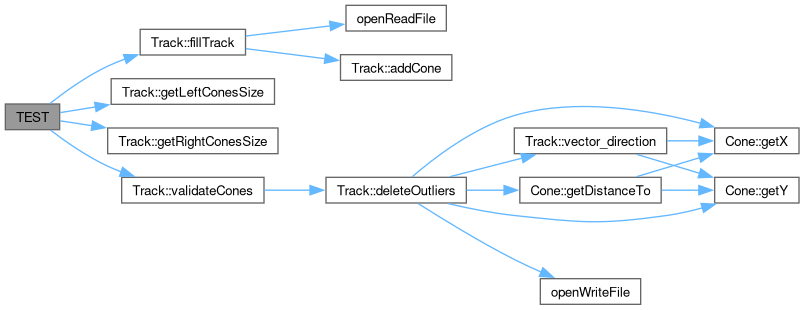 TEST
Track::fillTrack
openReadFile
Track::addCone
Track::getLeftConesSize
Track::getRightConesSize
Track::validateCones
Track::deleteOutliers
Track::vector_direction
Cone::getX
Cone::getDistanceTo
Cone::getY
openWriteFile